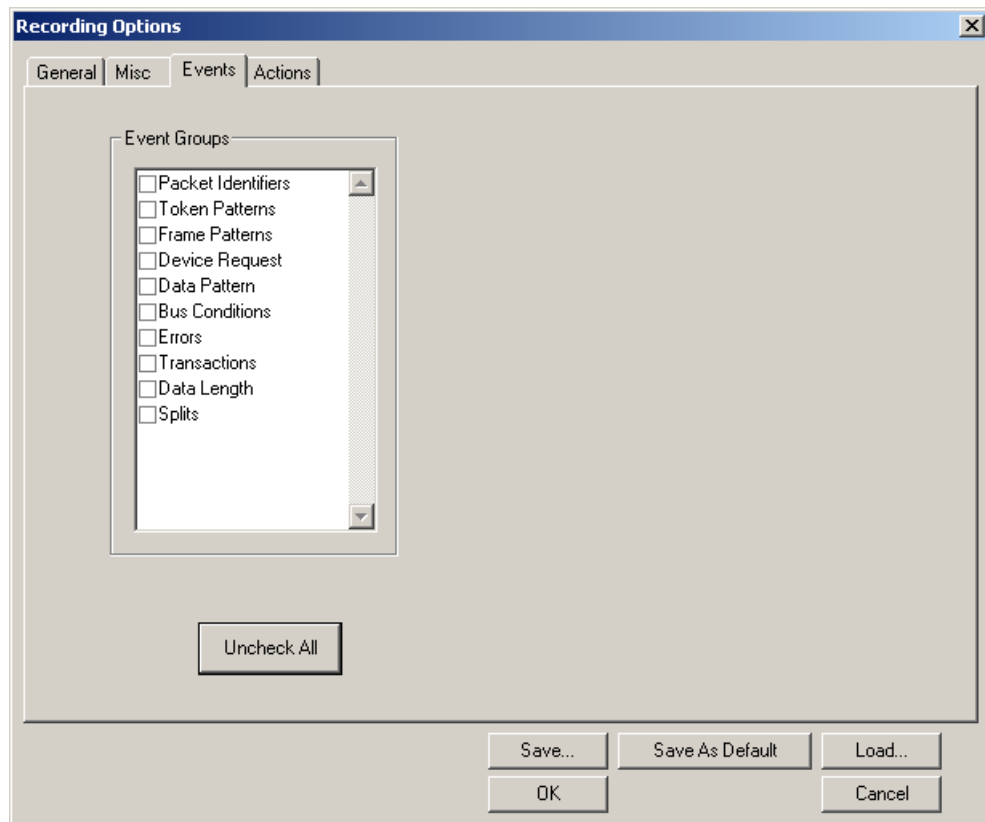 Recording Options
General Misc Events Actions
Event Groups
Packet Identifiers
Token Patterns
Frame Patterns
Device Request
Data Pattern
Bus Conditions
Errors
Transactions
Data Length
Splits
Uncheck All
Save... Save As Default Load...
OK Cancel